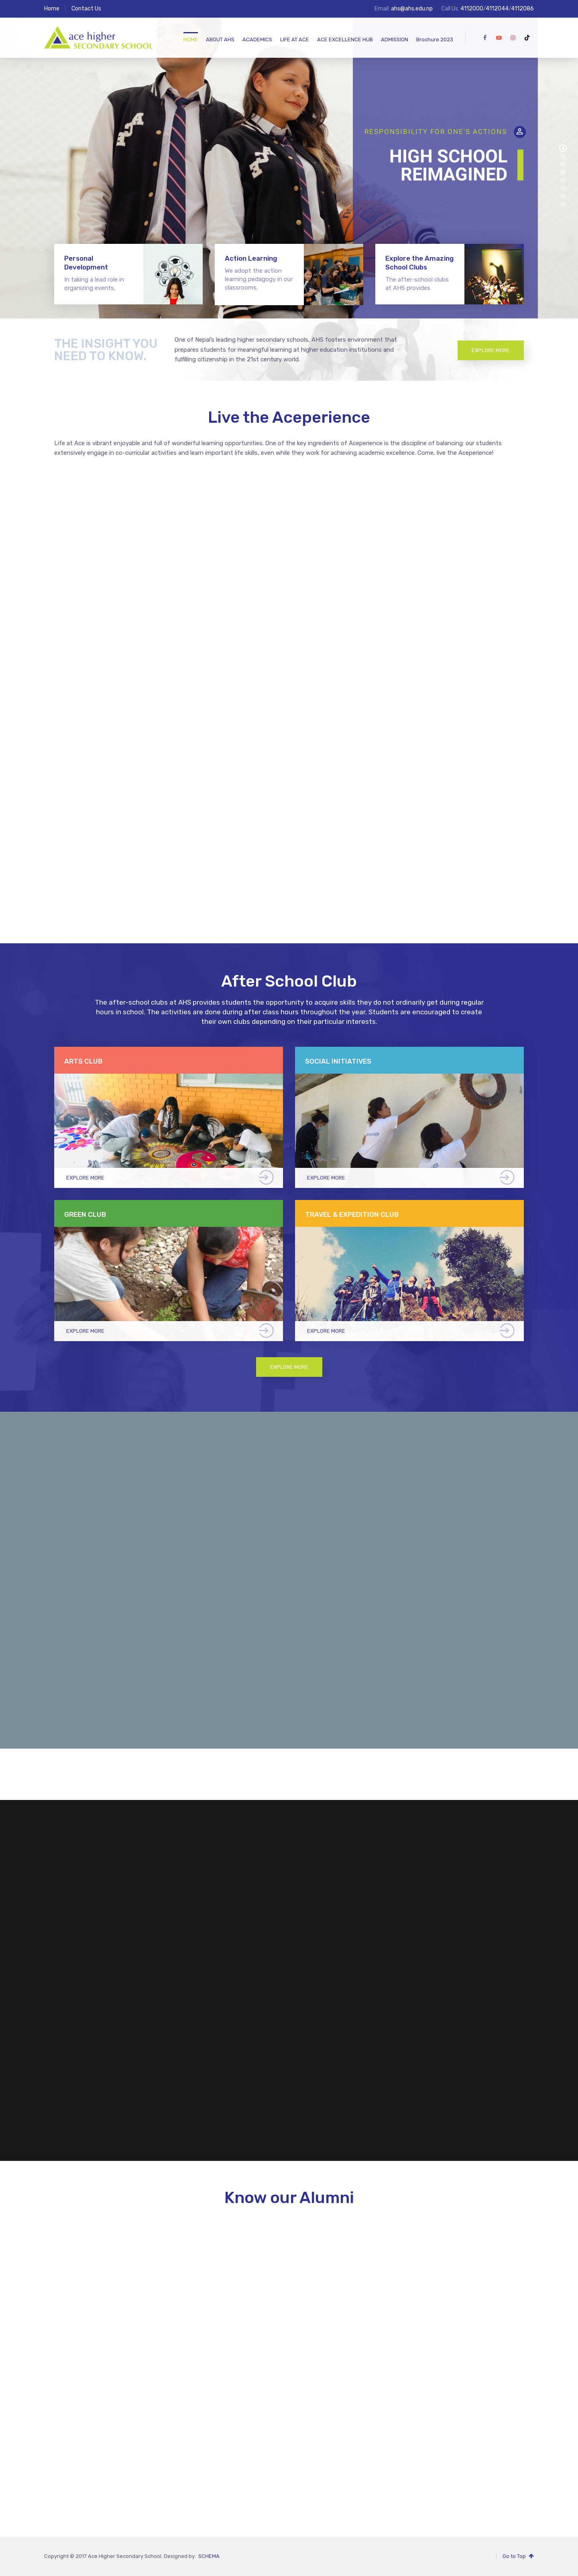 Home Contact Us Email: ahs@ahs.edu.np Call Us: 4112000/4112044/4112086
ace higher
SECONDARY SCHOOL
HOME ABOUT AHS ACADEMICS LIFE AT ACE ACE EXCELLENCE HUB ADMISSION Brochure 2023
RESPONSIBILITY FOR ONE'S ACTIONS
HIGH SCHOOL
REIMAGINED
Personal
Development
In taking a lead role in
organizing events,
Action Learning
We adopt the action
learning pedagogy in our
classrooms.
Explore the Amazing
School Clubs
The after-school clubs
at AHS provides
THE INSIGHT YOU
NEED TO KNOW.
One of Nepal's leading higher secondary schools, AHS fosters environment that
prepares students for meaningful learning at higher education institutions and
fulfilling citizenship in the 21st century world.
EXPLORE MORE
Live the Aceperience
Life at Ace is vibrant enjoyable and full of wonderful learning opportunities. One of the key ingredients of Aceperience is the discipline of balancing: our students
extensively engage in co-curricular activities and learn important life skills, even while they work for achieving academic excellence. Come, live the Aceperience!
After School Club
The after-school clubs at AHS provides students the opportunity to acquire skills they do not ordinarily get during regular
hours in school. The activities are done during after class hours throughout the year. Students are encouraged to create
their own clubs depending on their particular interests.
ARTS CLUB
EXPLORE MORE
SOCIAL INITIATIVES
EXPLORE MORE
GREEN CLUB
EXPLORE MORE
TRAVEL & EXPEDITION CLUB
EXPLORE MORE
EXPLORE MORE
Know our Alumni
Copyright © 2017 Ace Higher Secondary School. Designed by: SCHEMA
Go to Top